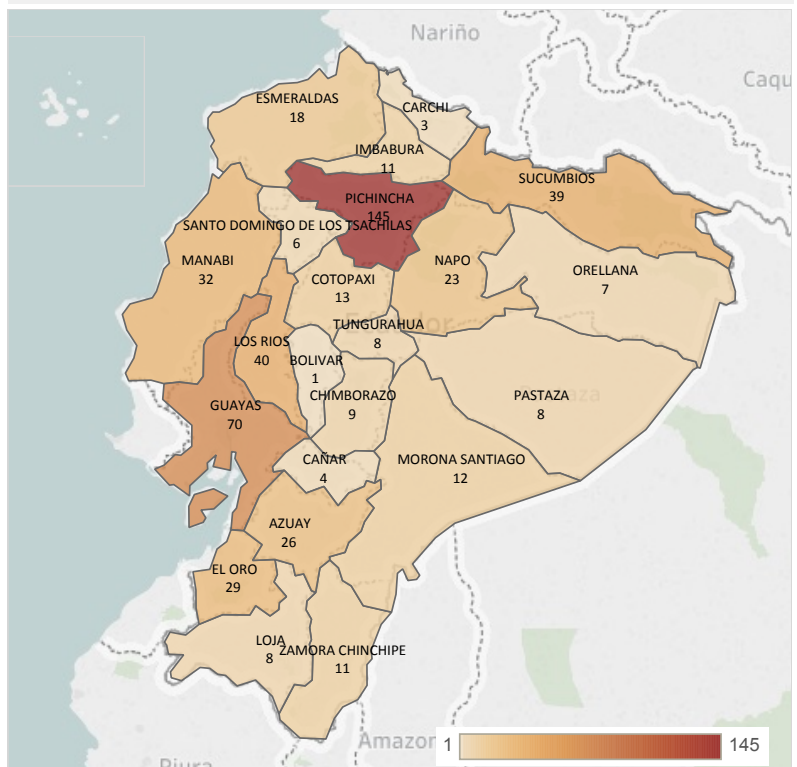 Nariño
Caqu
ESMERALDAS
18
CARCHI
3
IMBABURA
11
SUCUMBIOS
39
PICHINCHA
145
SANTO DOMINGO DE LOS TSACHILAS
6
MANABI
32
NAPO
23
ORELLANA
7
COTOPAXI
13
TUNGURAHUA
8
Ecuador
LOS RIOS
40
BOLIVAR
1
CHIMBORAZO
9
PASTAZA
8
GUAYAS
70
CAÑAR
4
MORONA SANTIAGO
12
AZUAY
26
EL ORO
29
LOJA
8
ZAMORA CHINCHIPE
11
Amazon
Piura
1
145